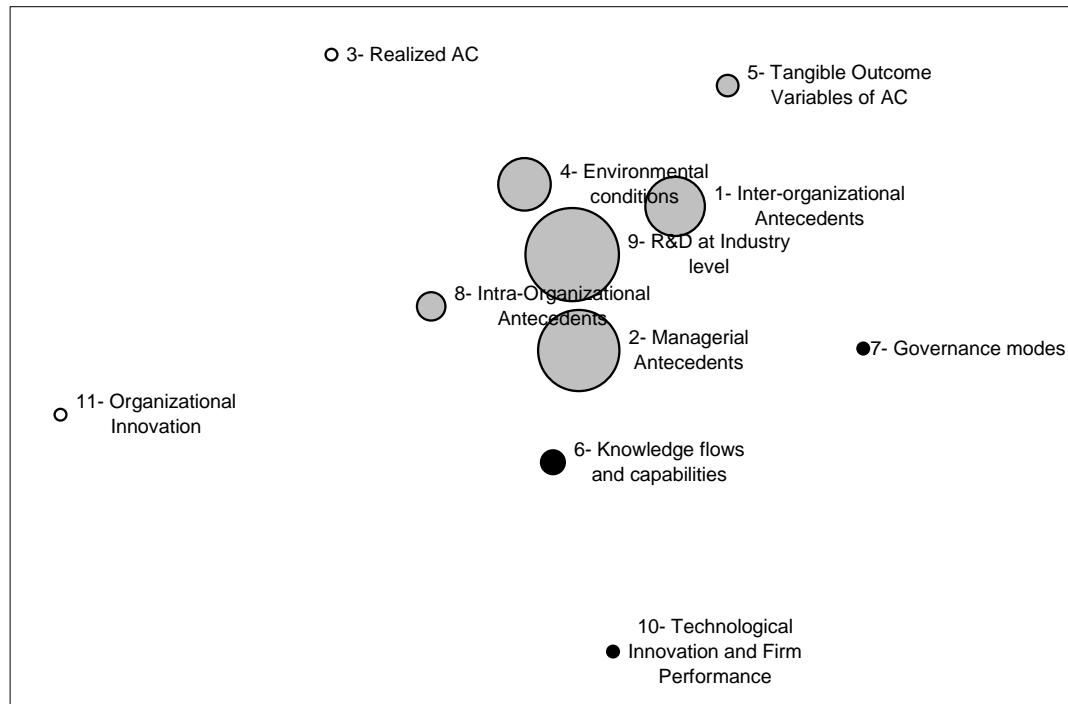 3- Realized AC
5- Tangible Outcome
Variables of AC
4- Environmental
conditions
1- Inter-organizational
Antecedents
9- R&D at Industry
level
8- Intra-Organizational
Antecedents
2- Managerial
Antecedents
7- Governance modes
11- Organizational
Innovation
6- Knowledge flows
and capabilities
10- Technological
Innovation and Firm
Performance